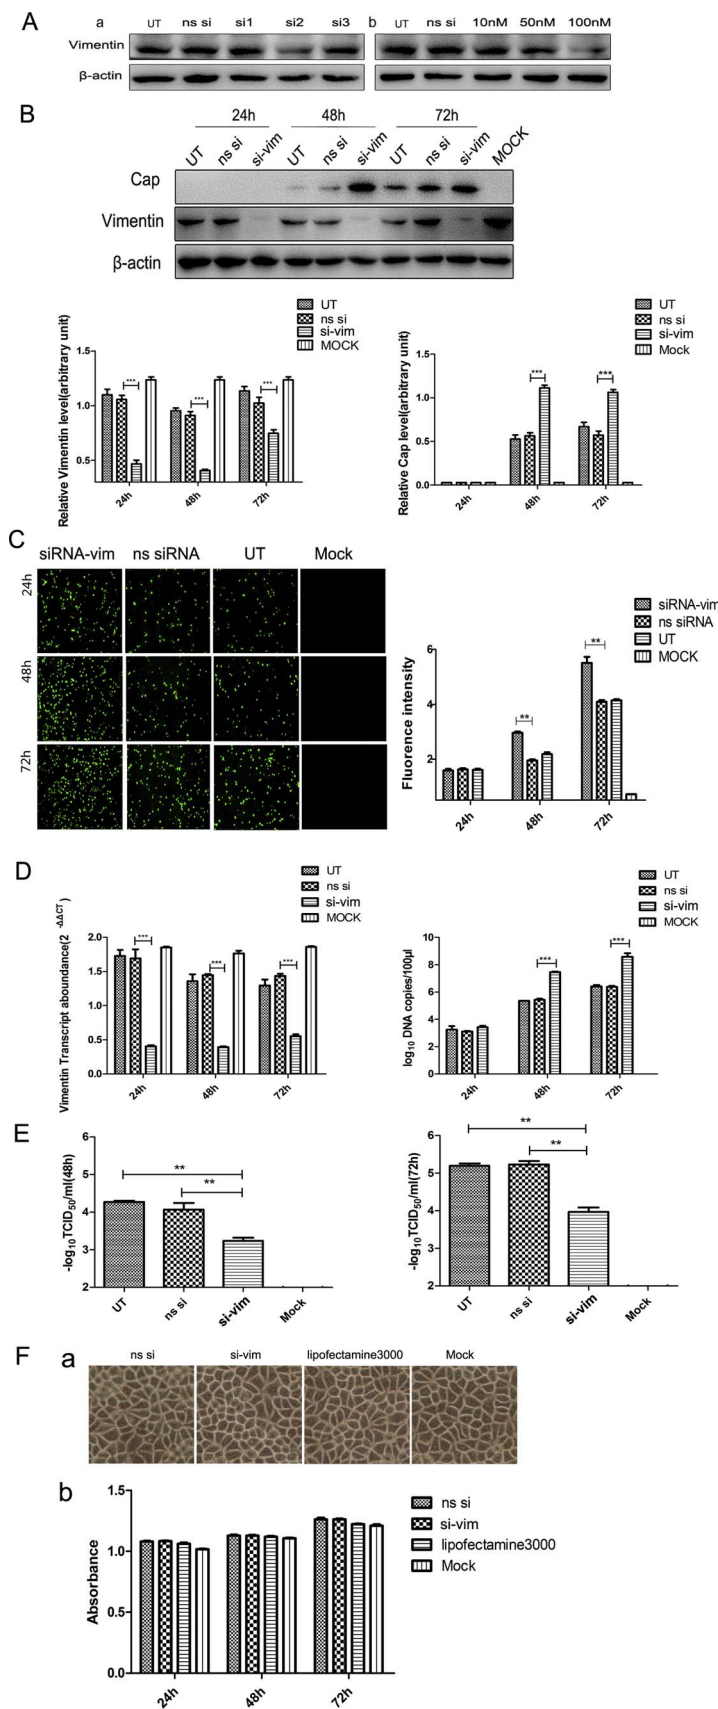 A
a UT ns si si1 si2 si3 b UT ns si 10nM 50nM 100nM
Vimentin
β-actin
B
24h 48h 72h
UT ns si si-vim UT ns si si-vim UT ns si si-vim MOCK
Cap
Vimentin
β-actin
UT
ns si
si-vim
MOCK
Relative Vimentin level(arbitrary unit)
1.5
1.0
0.5
*** *** ***
24h 48h 72h
UT
ns si
si-vim
Mock
Relative Cap level(arbitrary unit)
1.5
1.0
0.5
0.0
*** ***
24h 48h 72h
C
siRNA-vim ns siRNA UT Mock
24h
48h
72h
siRNA-vim
ns siRNA
UT
MOCK
Fluorence intensity
6
4
2
** **
24h 48h 72h
D
UT
ns si
si-vim
MOCK
Vimentin Transcript aboundance(2 -ΔΔCT)
2.0
1.5
1.0
0.5
0.0
*** *** ***
24h 48h 72h
UT
ns si
si-vim
MOCK
log10 DNA copies/100μl
10
8
6
4
2
0
*** ***
24h 48h 72h
E
-log10TCID50/ml(48h)
6
5
4
3
2
**
**
UT ns si si-vim Mock
-log10TCID50/ml(72h)
6
5
4
3
2
**
**
UT ns si si-vim Mock
F
a ns si si-vim lipofectamine3000 Mock
b
Absorbance
1.5
1.0
0.5
0.0
24h 48h 72h
ns si
si-vim
lipofectamine3000
Mock